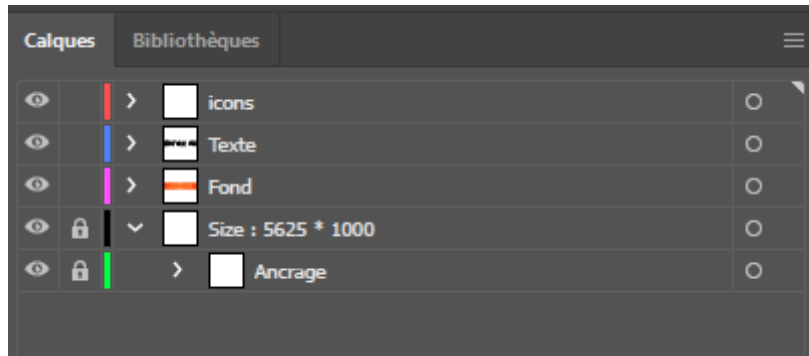 Calques Bibliothèques
icons
Texte
Fond
Size : 5625 * 1000
Ancrage